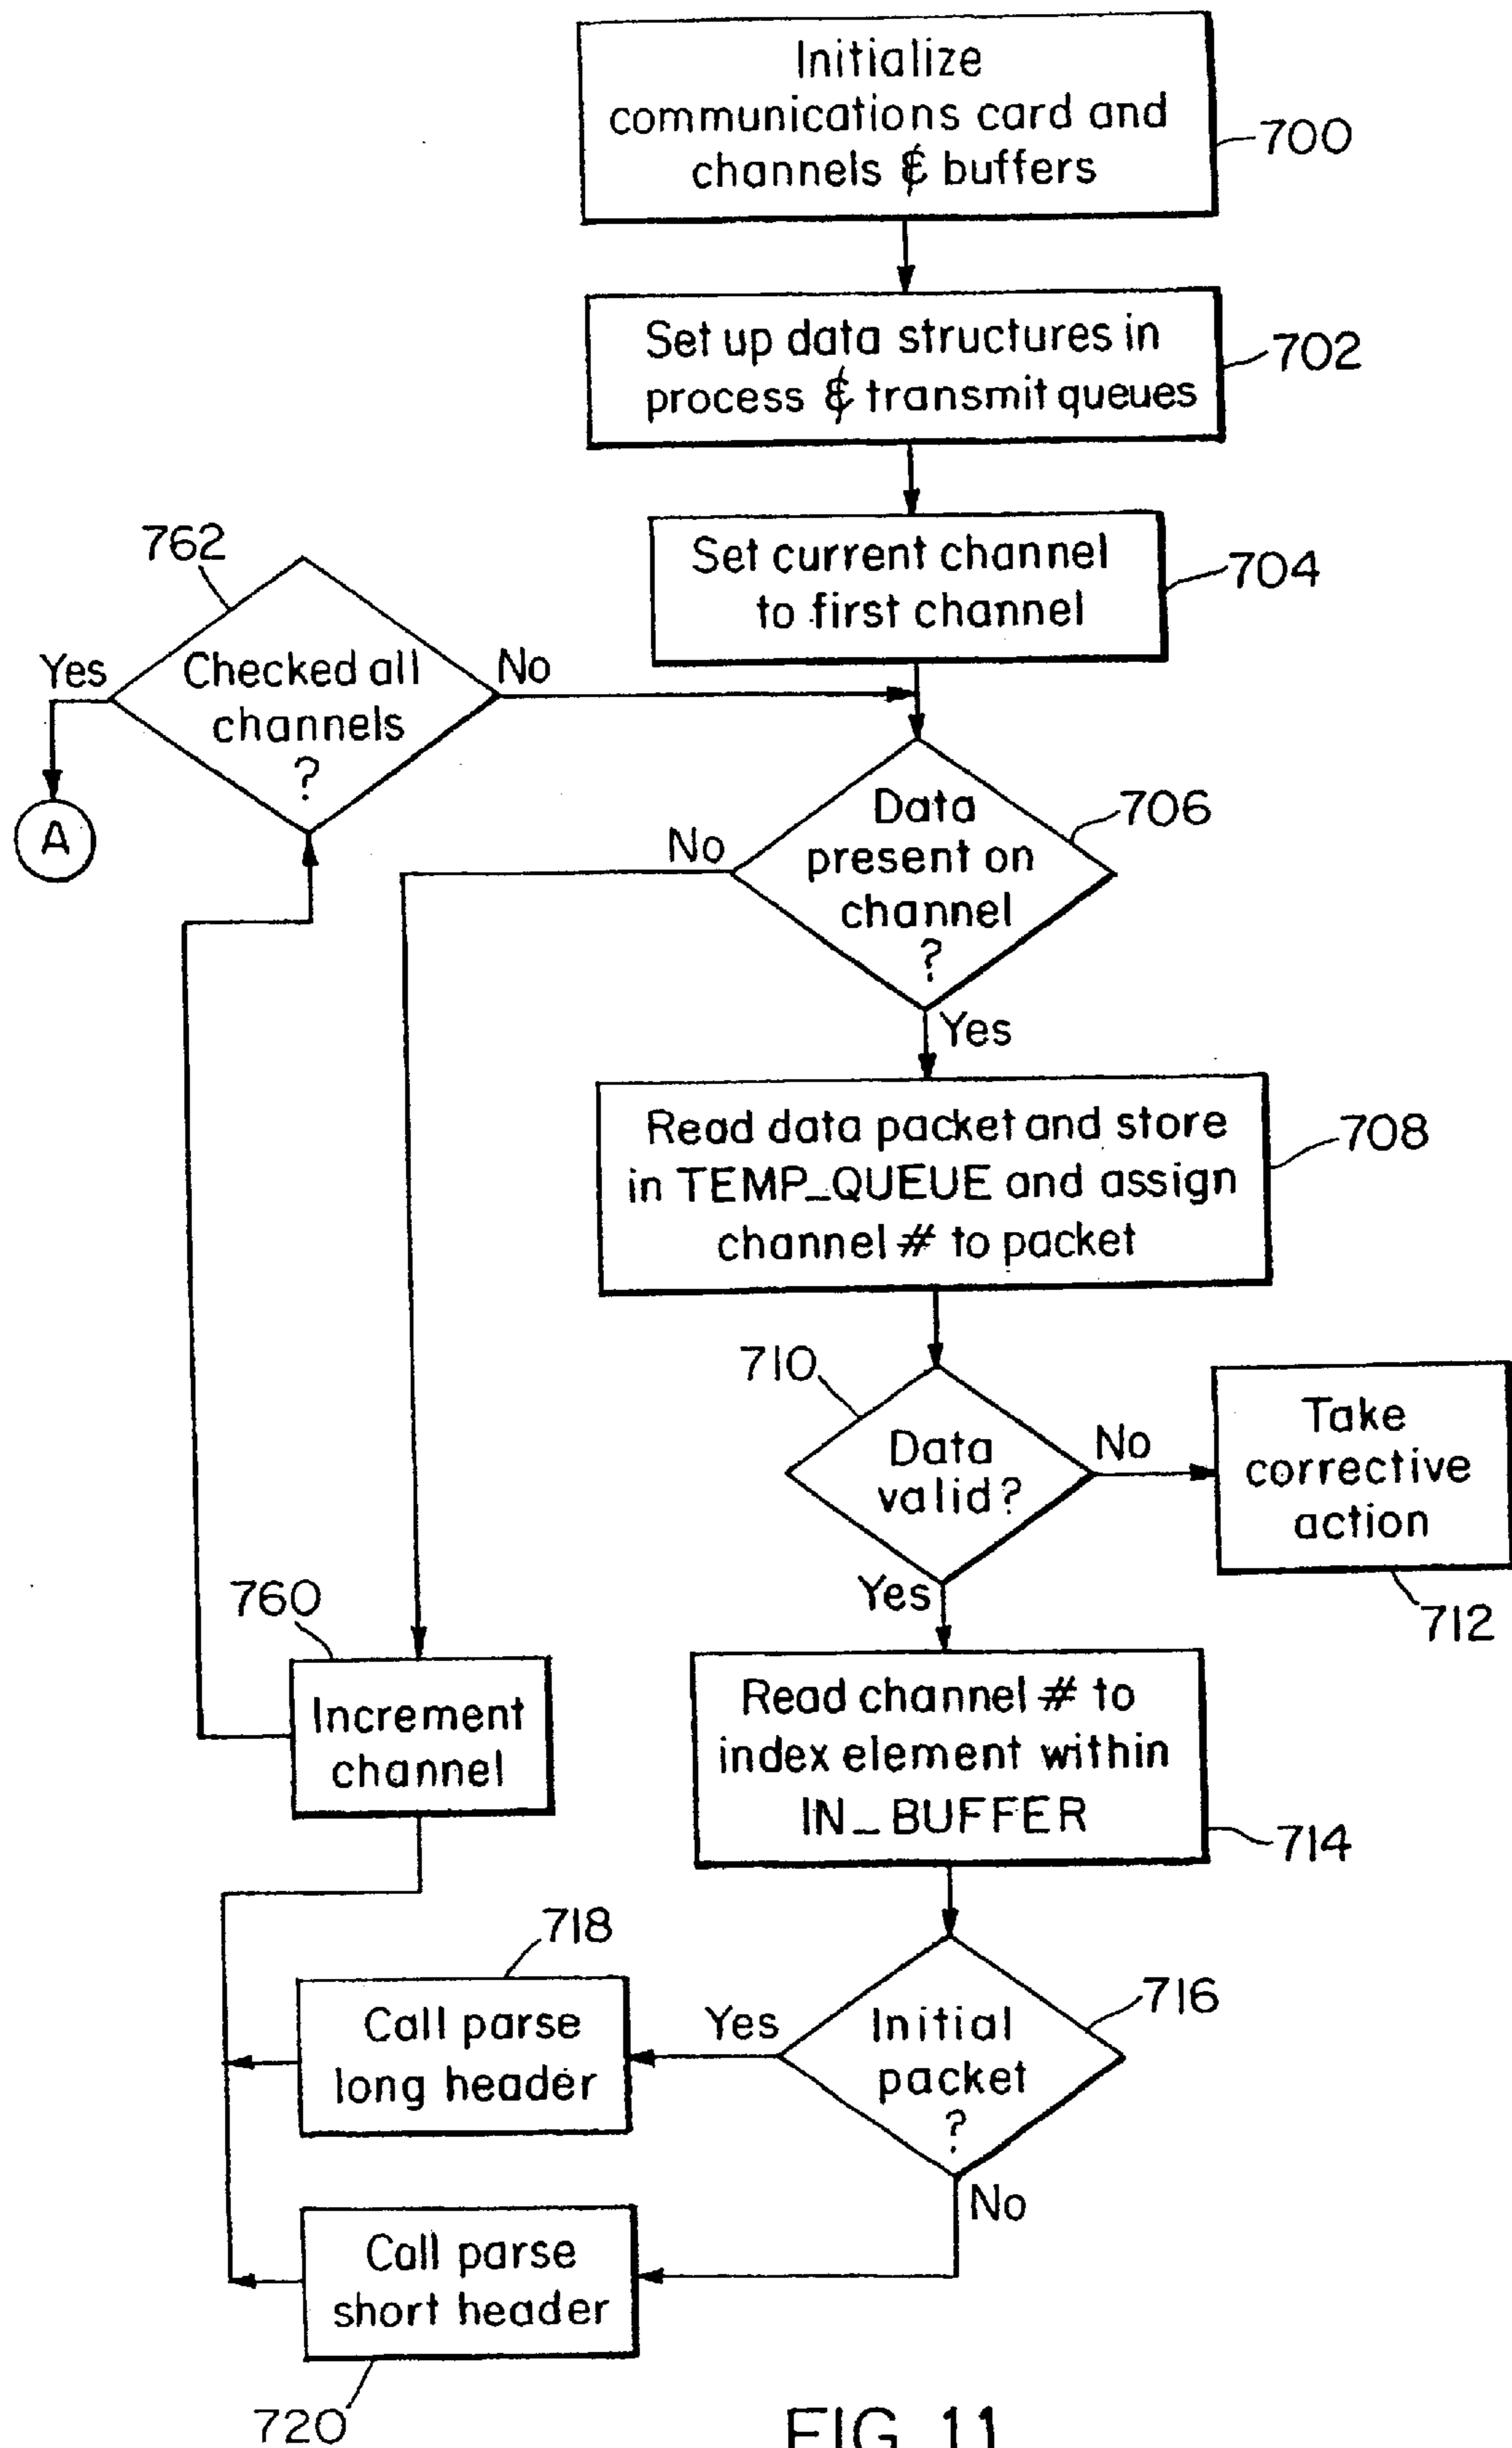 Initialize
communications card and
channels & buffers
700
Set up data structures in
process & transmit queues
702
Set current channel
to first channel
704
762
Checked all
channels
?
Yes
No
A
Data
present on
channel
?
706
No
Yes
Read data packet and store
in TEMP_QUEUE and assign
channel # to packet
708
710
Data
valid?
No
Take
corrective
action
712
Yes
760
Increment
channel
Read channel # to
index element within
IN_BUFFER
714
718
Call parse
long header
Yes
Initial
packet
?
716
No
Call parse
short header
720
FIG. 11